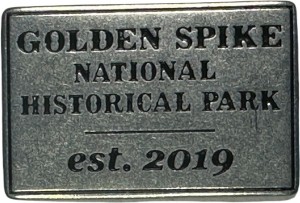 GOLDEN SPIKE
NATIONAL
HISTORICAL PARK
est. 2019